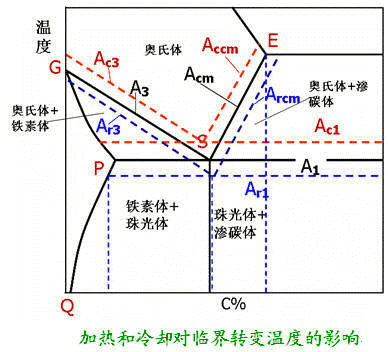 温度
E
奥氏体
Ac3
Accm
G
A3
Acm
奥氏体+渗碳体
Arcm
奥氏体+铁素体
Ar3
S
Ac1
P
A1
Ar1
铁素体+珠光体
珠光体+渗碳体
Q
C%
加热和冷却对临界转变温度的影响